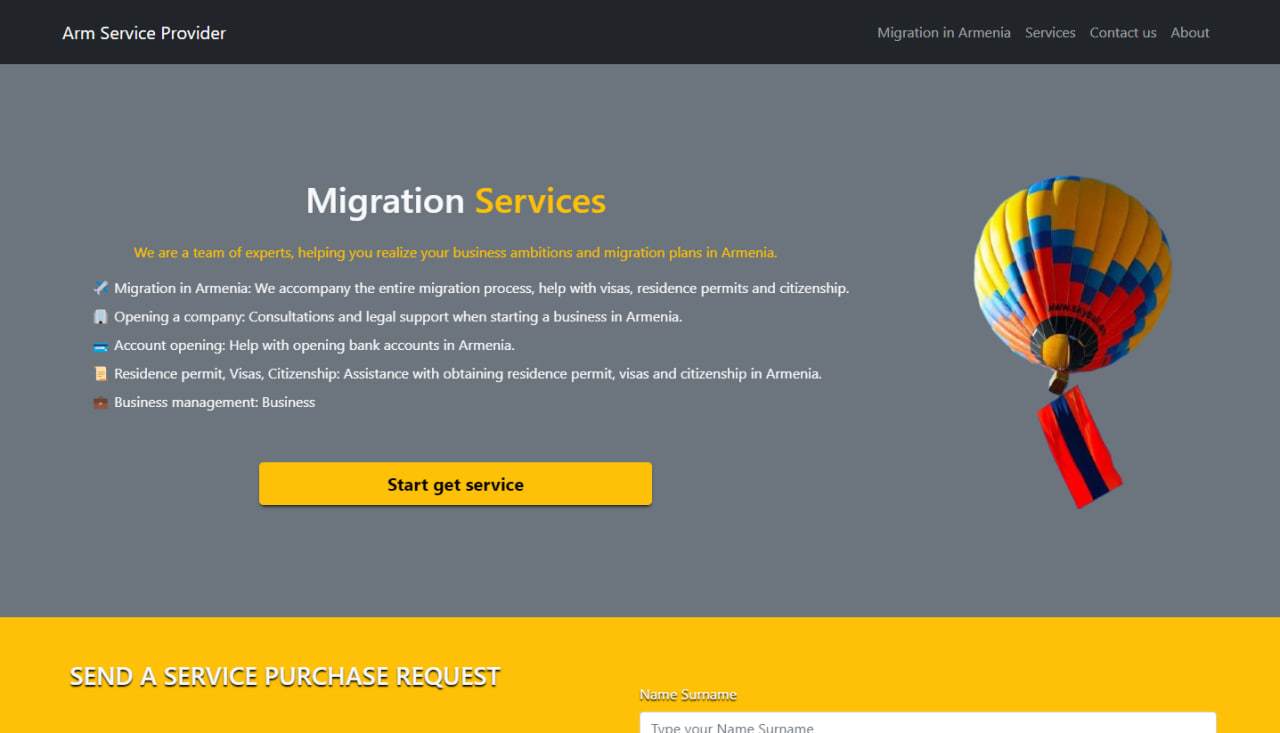 Arm Service Provider
Migration in Armenia Services Contact us About
Migration Services
We are a team of experts, helping you realize your business ambitions and migration plans in Armenia.
Migration in Armenia: We accompany the entire migration process, help with visas, residence permits and citizenship.
Opening a company: Consultations and legal support when starting a business in Armenia.
Account opening: Help with opening bank accounts in Armenia.
Residence permit, Visas, Citizenship: Assistance with obtaining residence permit, visas and citizenship in Armenia.
Business management: Business
Start get service
SEND A SERVICE PURCHASE REQUEST
Name Surname
Type your Name Surname